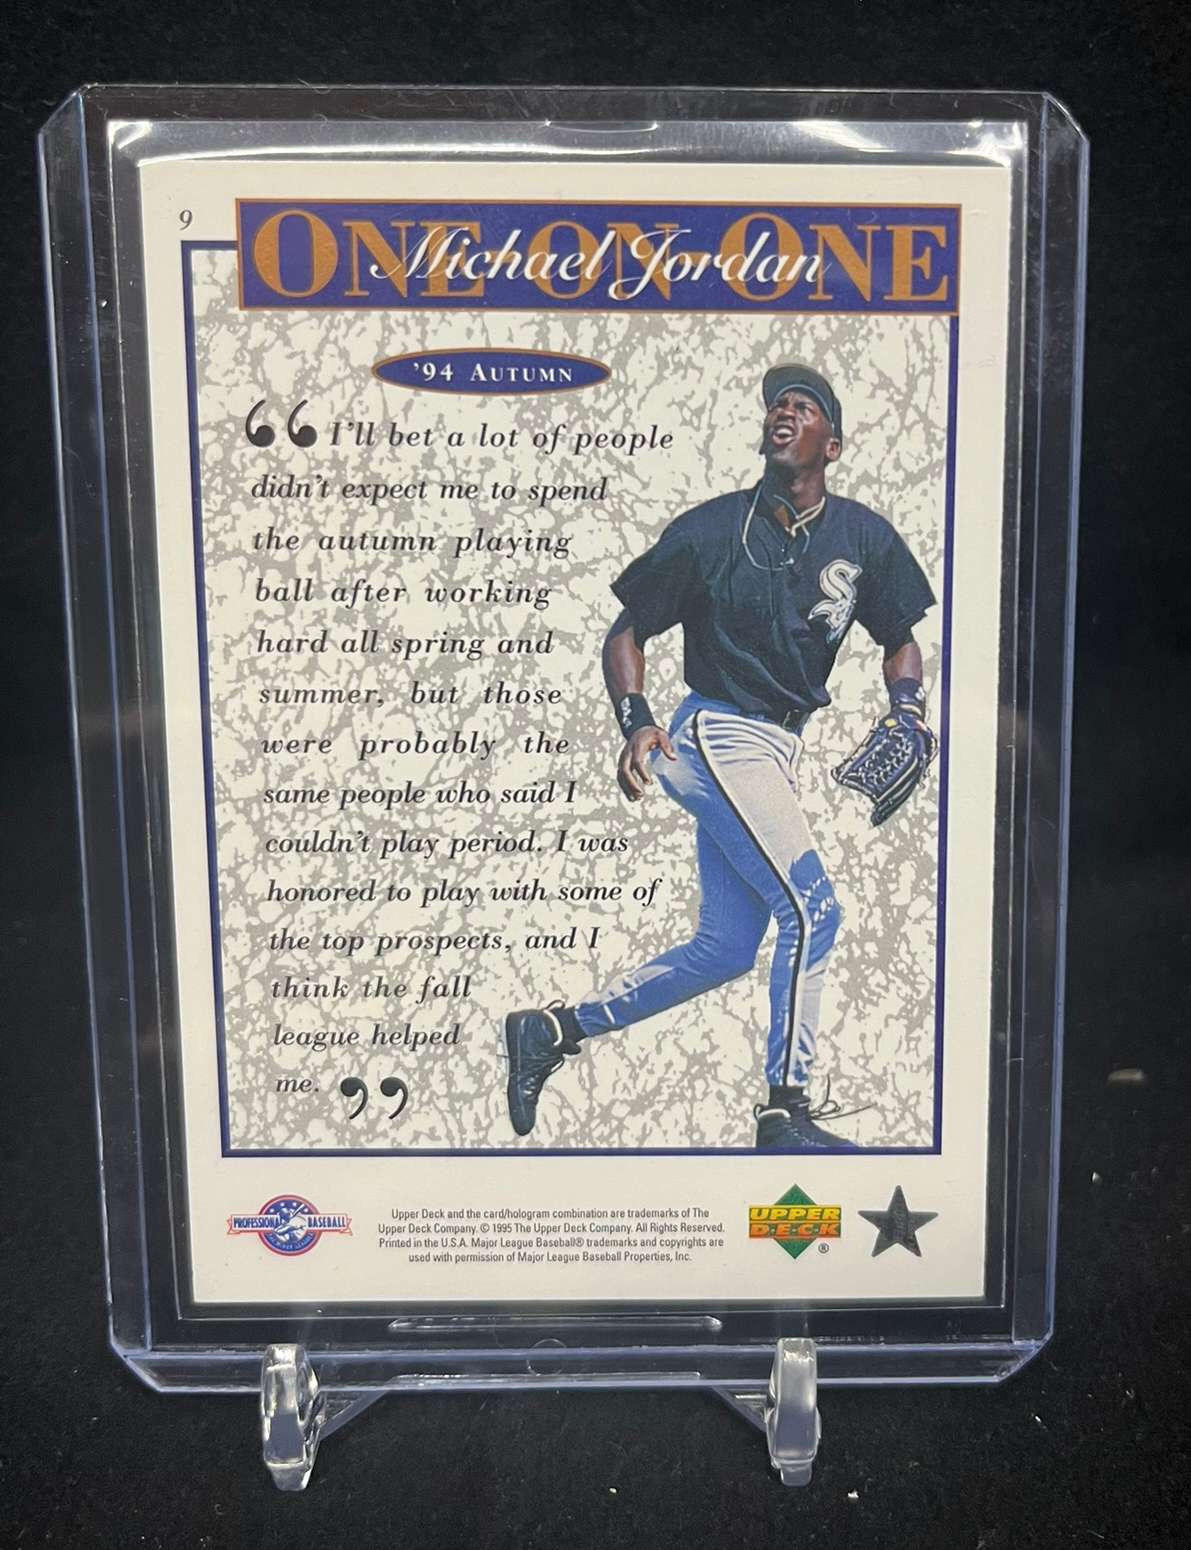 9
ONE-ON-ONE
Michael Jordan
'94 AUTUMN
“I'll bet a lot of people
didn't expect me to spend
the autumn playing
ball after working
hard all spring and
summer, but those
were probably the
same people who said I
couldn't play period. I was
honored to play with some of
the top prospects, and I
think the fall
league helped
me.”
PROFESSIONAL BASEBALL
Upper Deck and the card/hologram combination are trademarks of The
Upper Deck Company. © 1995 The Upper Deck Company. All Rights Reserved.
Printed in the U.S.A. Major League Baseball® trademarks and copyrights are
used with permission of Major League Baseball Properties, Inc.
UPPER
DECK
®